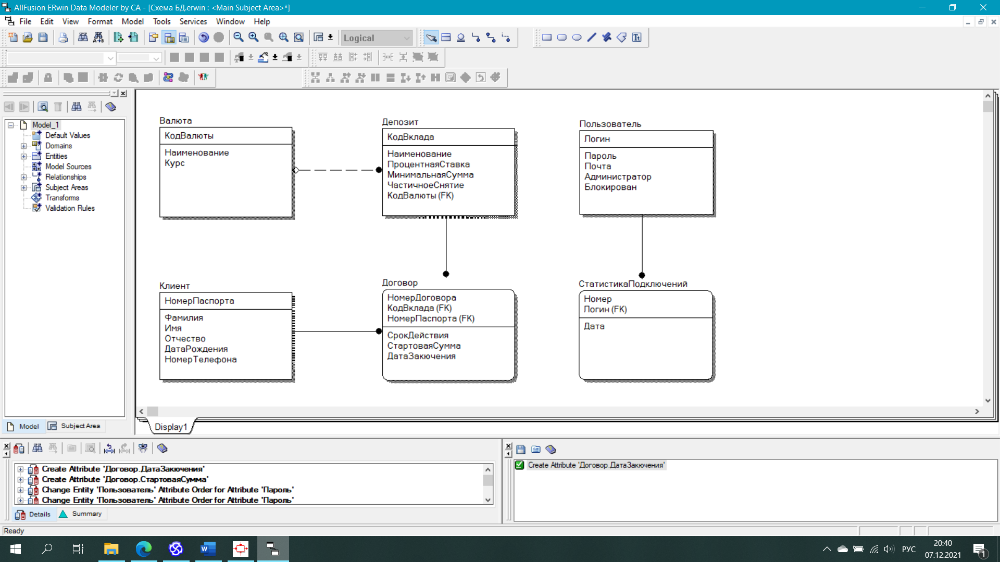 AllFusion ERwin Data Modeler by CA - [Схема БД.erwin : <Main Subject Area>*]
File Edit View Format Model Tools Services Window Help
Logical
Model_1
Default Values
Domains
Entities
Model Sources
Relationships
Subject Areas
Transforms
Validation Rules
Model
Subject Area
Валюта
КодВалюты
Наименование
Курс
Депозит
КодВклада
Наименование
ПроцентнаяСтавка
МинимальнаяСумма
ЧастичноеСнятие
КодВалюты (FK)
Пользователь
Логин
Пароль
Почта
Администратор
Блокирован
Клиент
НомерПаспорта
Фамилия
Имя
Отчество
ДатаРождения
НомерТелефона
Договор
НомерДоговора
КодВклада (FK)
НомерПаспорта (FK)
СрокДействия
СтартоваяСумма
ДатаЗакючения
СтатистикаПодключений
Номер
Логин (FK)
Дата
Display1
Create Attribute 'Договор.ДатаЗакючения'
Create Attribute 'Договор.СтартоваяСумма'
Change Entity 'Пользователь' Attribute Order for Attribute 'Пароль'
Change Entity 'Пользователь' Attribute Order for Attribute 'Пароль'
Details
Summary
Create Attribute 'Договор.ДатаЗакючения'
Ready
РУС
20:40
07.12.2021
1